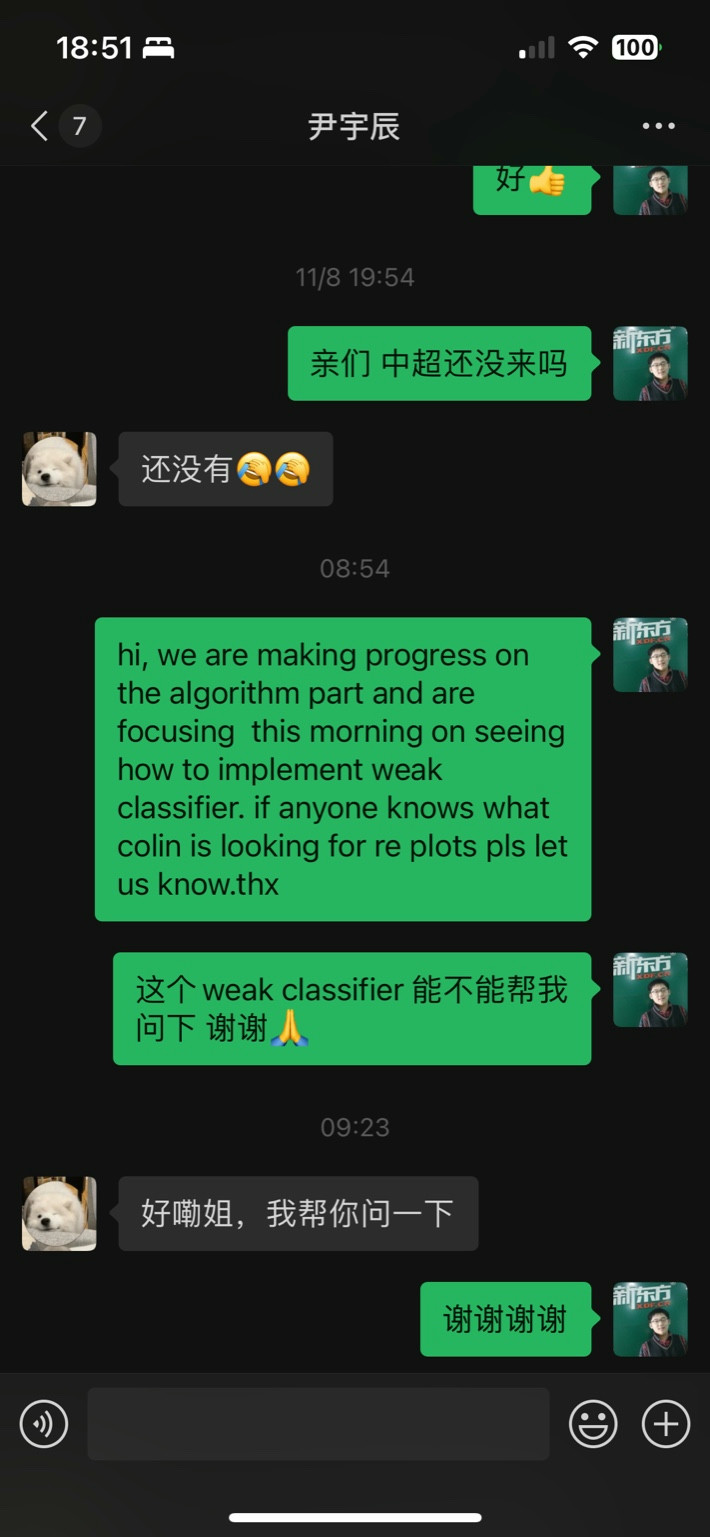 18:51
100
7
尹宇辰
好👍
11/8 19:54
亲们 中超还没来吗
新东方
XDF.CN
还没有🤣🤣
08:54
hi, we are making progress on
the algorithm part and are
focusing  this morning on seeing
how to implement weak
classifier. if anyone knows what
colin is looking for re plots pls let
us know.thx
新东方
这个 weak classifier 能不能帮我
问下 谢谢🙏
新东方
09:23
好嘞姐，我帮你问一下
谢谢谢谢
新东方